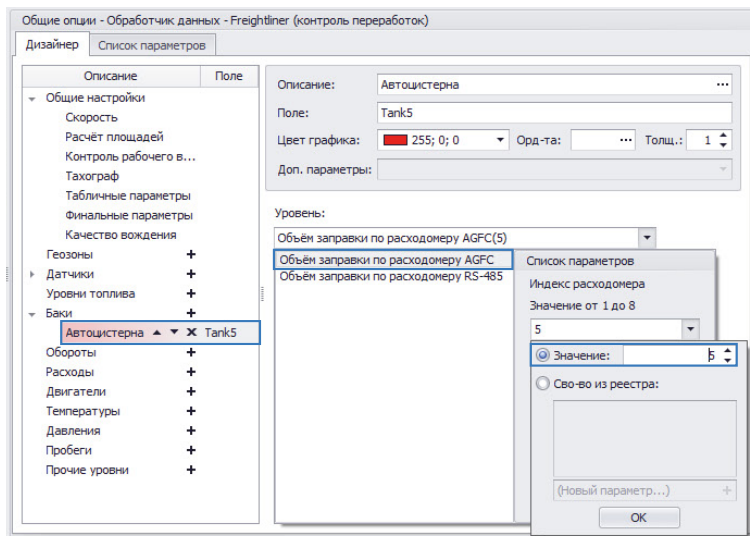 Общие опции - Обработчик данных - Freightliner (контроль переработок)
Дизайнер Список параметров
Описание Поле
Общие настройки
Скорость
Расчёт площадей
Контроль рабочего в...
Тахограф
Табличные параметры
Финальные параметры
Качество вождения
Геозоны +
Датчики +
Уровни топлива +
Баки +
Автоцистерна Tank5
Обороты +
Расходы +
Двигатели +
Температуры +
Давления +
Пробеги +
Прочие уровни +
Описание: Автоцистерна ...
Поле: Tank5
Цвет графика: 255; 0; 0 Орд-та: ... Толщ.: 1
Доп. параметры:
Уровень:
Объём заправки по расходомеру AGFC(5)
Объём заправки по расходомеру AGFC
Объём заправки по расходомеру RS-485
Список параметров
Индекс расходомера
Значение от 1 до 8
5
Значение: 5
Сво-во из реестра:
(Новый параметр...) +
OK